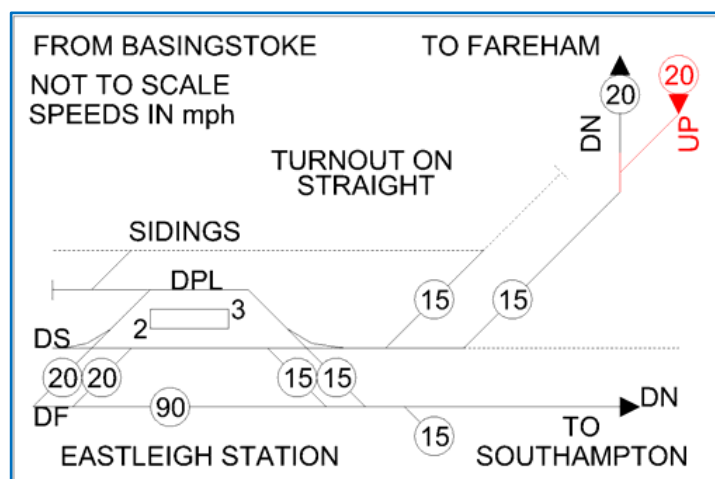 FROM BASINGSTOKE
TO FAREHAM
NOT TO SCALE
SPEEDS IN mph
20
20
DN
UP
TURNOUT ON
STRAIGHT
SIDINGS
DPL
15
15
2
3
DS
20
20
15
15
90
DF
DN
15
TO
EASTLEIGH STATION
SOUTHAMPTON